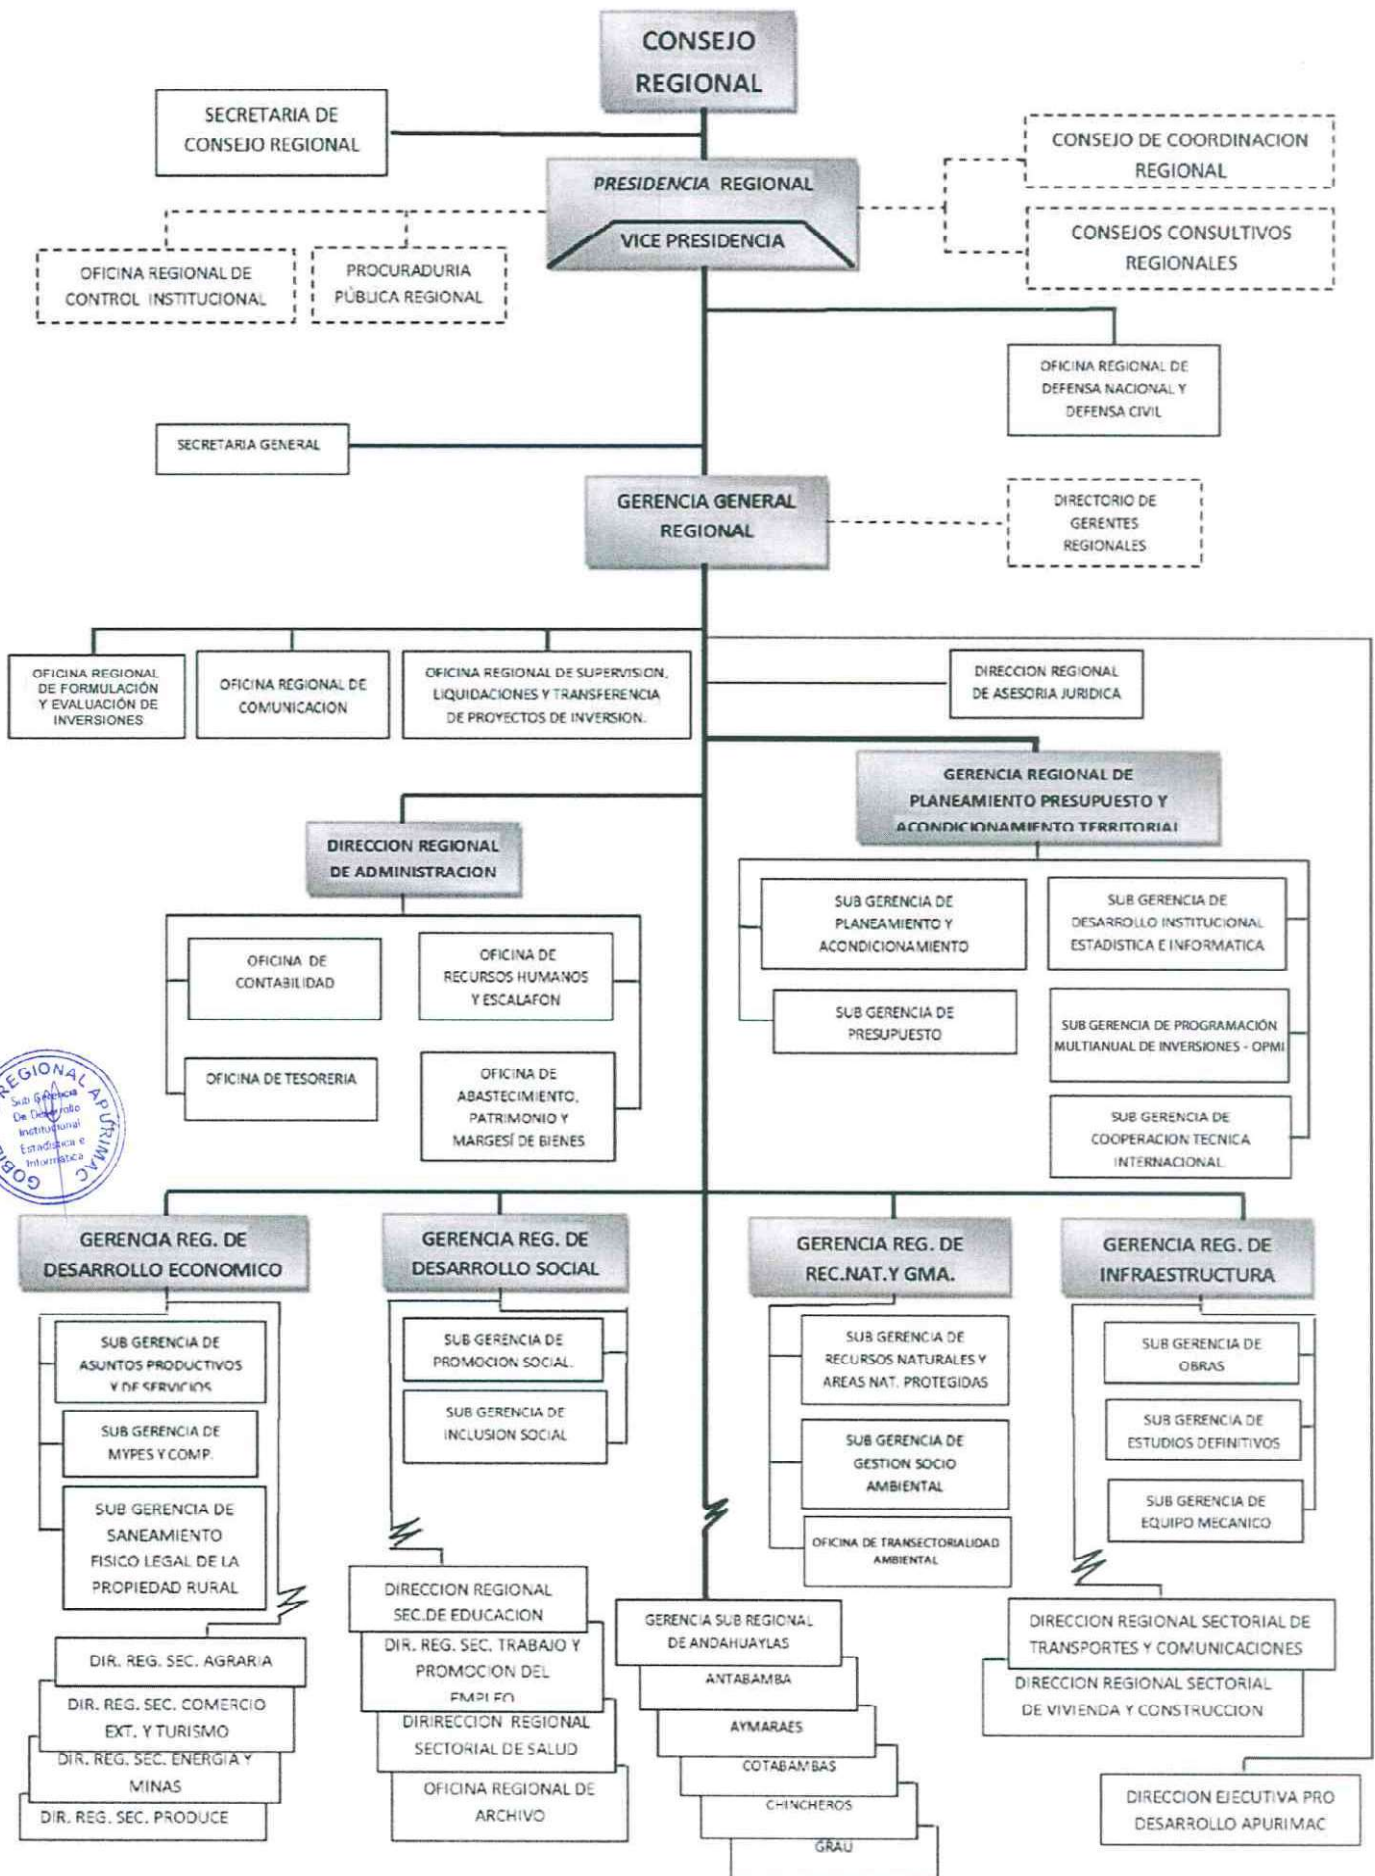 CONSEJO
REGIONAL
SECRETARIA DE
CONSEJO REGIONAL
CONSEJO DE COORDINACION
REGIONAL
PRESIDENCIA REGIONAL
VICE PRESIDENCIA
CONSEJOS CONSULTIVOS
REGIONALES
OFICINA REGIONAL DE
CONTROL INSTITUCIONAL
PROCURADURIA
PÚBLICA REGIONAL
OFICINA REGIONAL DE
DEFENSA NACIONAL Y
DEFENSA CIVIL
SECRETARIA GENERAL
GERENCIA GENERAL
REGIONAL
DIRECTORIO DE
GERENTES
REGIONALES
OFICINA REGIONAL
DE FORMULACIÓN
Y EVALUACIÓN DE
INVERSIONES
OFICINA REGIONAL DE
COMUNICACION
OFICINA REGIONAL DE SUPERVISION,
LIQUIDACIONES Y TRANSFERENCIA
DE PROYECTOS DE INVERSION.
DIRECCION REGIONAL
DE ASESORIA JURIDICA
GERENCIA REGIONAL DE
PLANEAMIENTO PRESUPUESTO Y
ACONDICIONAMIENTO TERRITORIAL
DIRECCION REGIONAL
DE ADMINISTRACION
SUB GERENCIA DE
PLANEAMIENTO Y
ACONDICIONAMIENTO
SUB GERENCIA DE
DESARROLLO INSTITUCIONAL
ESTADISTICA E INFORMATICA
OFICINA DE
CONTABILIDAD
OFICINA DE
RECURSOS HUMANOS
Y ESCALAFON
SUB GERENCIA DE
PRESUPUESTO
SUB GERENCIA DE PROGRAMACIÓN
MULTIANUAL DE INVERSIONES - OPMI
OFICINA DE TESORERIA
OFICINA DE
ABASTECIMIENTO,
PATRIMONIO Y
MARGESÍ DE BIENES
SUB GERENCIA DE
COOPERACION TECNICA
INTERNACIONAL.
REGIONAL APURIMAC
Sub Gerencia
De Desarrollo
Institucional
Estadistica e
Informatica
GERENCIA REG. DE
DESARROLLO ECONOMICO
GERENCIA REG. DE
DESARROLLO SOCIAL
GERENCIA REG. DE
REC.NAT.Y GMA.
GERENCIA REG. DE
INFRAESTRUCTURA
SUB GERENCIA DE
ASUNTOS PRODUCTIVOS
Y DE SERVICIOS
SUB GERENCIA DE
MYPES Y COMP.
SUB GERENCIA DE
SANEAMIENTO
FISICO LEGAL DE LA
PROPIEDAD RURAL
SUB GERENCIA DE
PROMOCION SOCIAL.
SUB GERENCIA DE
INCLUSION SOCIAL
SUB GERENCIA DE
RECURSOS NATURALES Y
AREAS NAT. PROTEGIDAS
SUB GERENCIA DE
GESTION SOCIO
AMBIENTAL
OFICINA DE TRANSECTORIALIDAD
AMBIENTAL
SUB GERENCIA DE
OBRAS
SUB GERENCIA DE
ESTUDIOS DEFINITIVOS
SUB GERENCIA DE
EQUIPO MECANICO
DIR. REG. SEC. AGRARIA
DIR. REG. SEC. COMERCIO
EXT. Y TURISMO
DIR. REG. SEC. ENERGIA Y
MINAS
DIR. REG. SEC. PRODUCE
DIRECCION REGIONAL
SEC.DE EDUCACION
DIR. REG. SEC. TRABAJO Y
PROMOCION DEL
EMPLEO
DIRIRECCION REGIONAL
SECTORIAL DE SALUD
OFICINA REGIONAL DE
ARCHIVO
GERENCIA SUB REGIONAL
DE ANDAHUAYLAS
ANTABAMBA
AYMARAES
COTABAMBAS
CHINCHEROS
GRAU
DIRECCION REGIONAL SECTORIAL DE
TRANSPORTES Y COMUNICACIONES
DIRECCION REGIONAL SECTORIAL
DE VIVIENDA Y CONSTRUCCION
DIRECCION EJECUTIVA PRO
DESARROLLO APURIMAC